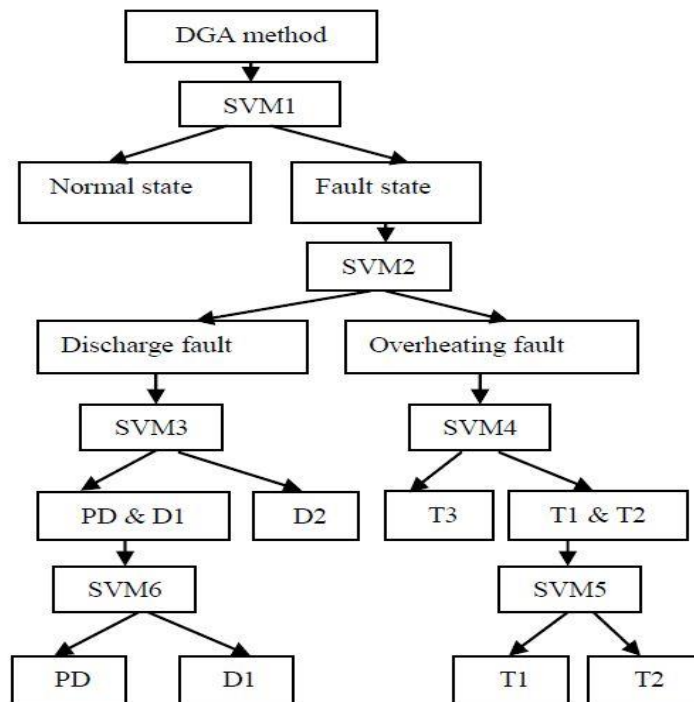 DGA method
SVM1
Normal state
Fault state
SVM2
Discharge fault
Overheating fault
SVM3
SVM4
PD & D1
D2
T3
T1 & T2
SVM6
SVM5
PD
D1
T1
T2